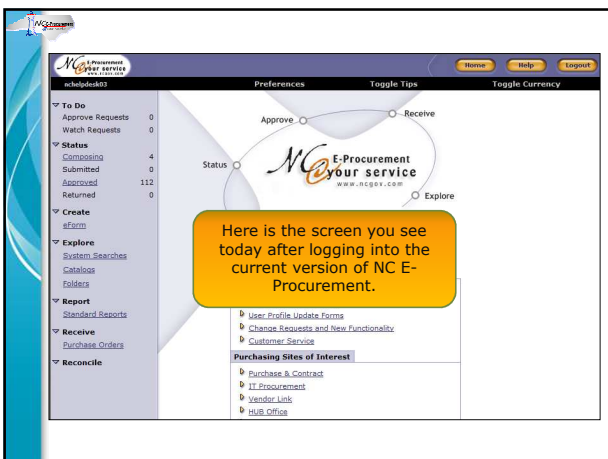 NC E-Procurement
@ your service
www.ncgov.com
Home Help Logout
nchelpdesk03 Preferences Toggle Tips Toggle Currency
To Do
Approve Requests 0
Watch Requests 0
Status
Composing 4
Submitted 0
Approved 112
Returned 0
Create
eForm
Explore
System Searches
Catalogs
Folders
Report
Standard Reports
Receive
Purchase Orders
Reconcile
Approve
Receive
Status
Explore
NC E-Procurement
@ your service
www.ncgov.com
Here is the screen you see
today after logging into the
current version of NC E-
Procurement.
User Profile Update Forms
Change Requests and New Functionality
Customer Service
Purchasing Sites of Interest
Purchase & Contract
IT Procurement
Vendor Link
HUB Office